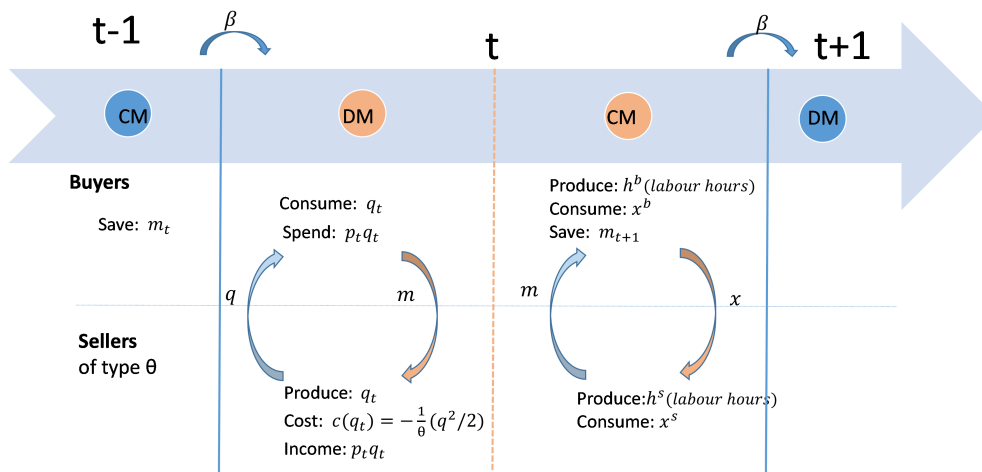 β
β
t-1
t
t+1
CM
DM
CM
DM
Buyers
Save: m_t
Consume: q_t
Spend: p_t q_t
Produce: h^b (labour hours)
Consume: x^b
Save: m_{t+1}
q
m
m
x
Sellers
of type θ
Produce: q_t
Cost: c(q_t) = −\frac{1}{θ}(q^2/2)
Income: p_t q_t
Produce:h^s (labour hours)
Consume: x^s